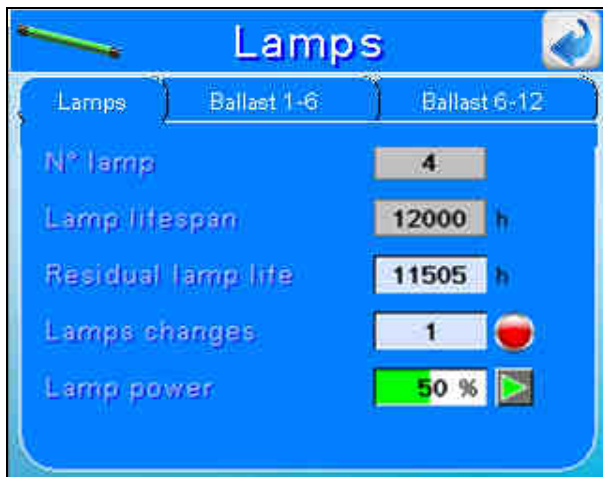 Lamps
Lamps Ballast 1-6 Ballast 6-12
N° lamp 4
Lamp lifespan 12000 h
Residual lamp life 11505 h
Lamps changes 1
Lamp power 50 %